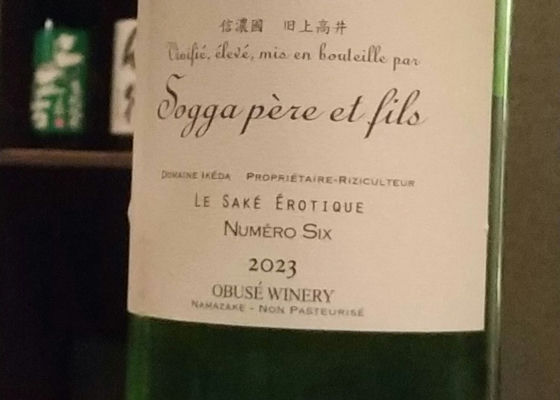 信濃國 旧上高井
Vinifié, élevé, mis en bouteille par
Sogga père et fils
Domaine Ikéda Propriétaire-Riziculteur
Le Saké Érotique
Numéro Six
2023
OBUSÉ WINERY
Namazaké - Non Pasteurisé